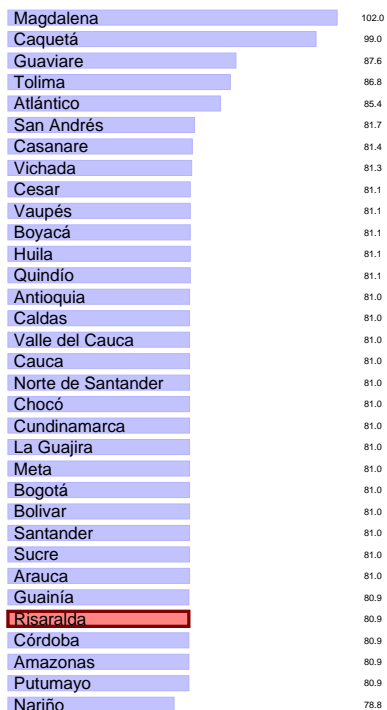 Magdalena 102.0
Caquetá 99.0
Guaviare 87.6
Tolima 86.8
Atlántico 85.4
San Andrés 81.7
Casanare 81.4
Vichada 81.3
Cesar 81.1
Vaupés 81.1
Boyacá 81.1
Huila 81.1
Quindío 81.1
Antioquia 81.0
Caldas 81.0
Valle del Cauca 81.0
Cauca 81.0
Norte de Santander 81.0
Chocó 81.0
Cundinamarca 81.0
La Guajira 81.0
Meta 81.0
Bogotá 81.0
Bolivar 81.0
Santander 81.0
Sucre 81.0
Arauca 81.0
Guainía 80.9
Risaralda 80.9
Córdoba 80.9
Amazonas 80.9
Putumayo 80.9
Nariño 78.8